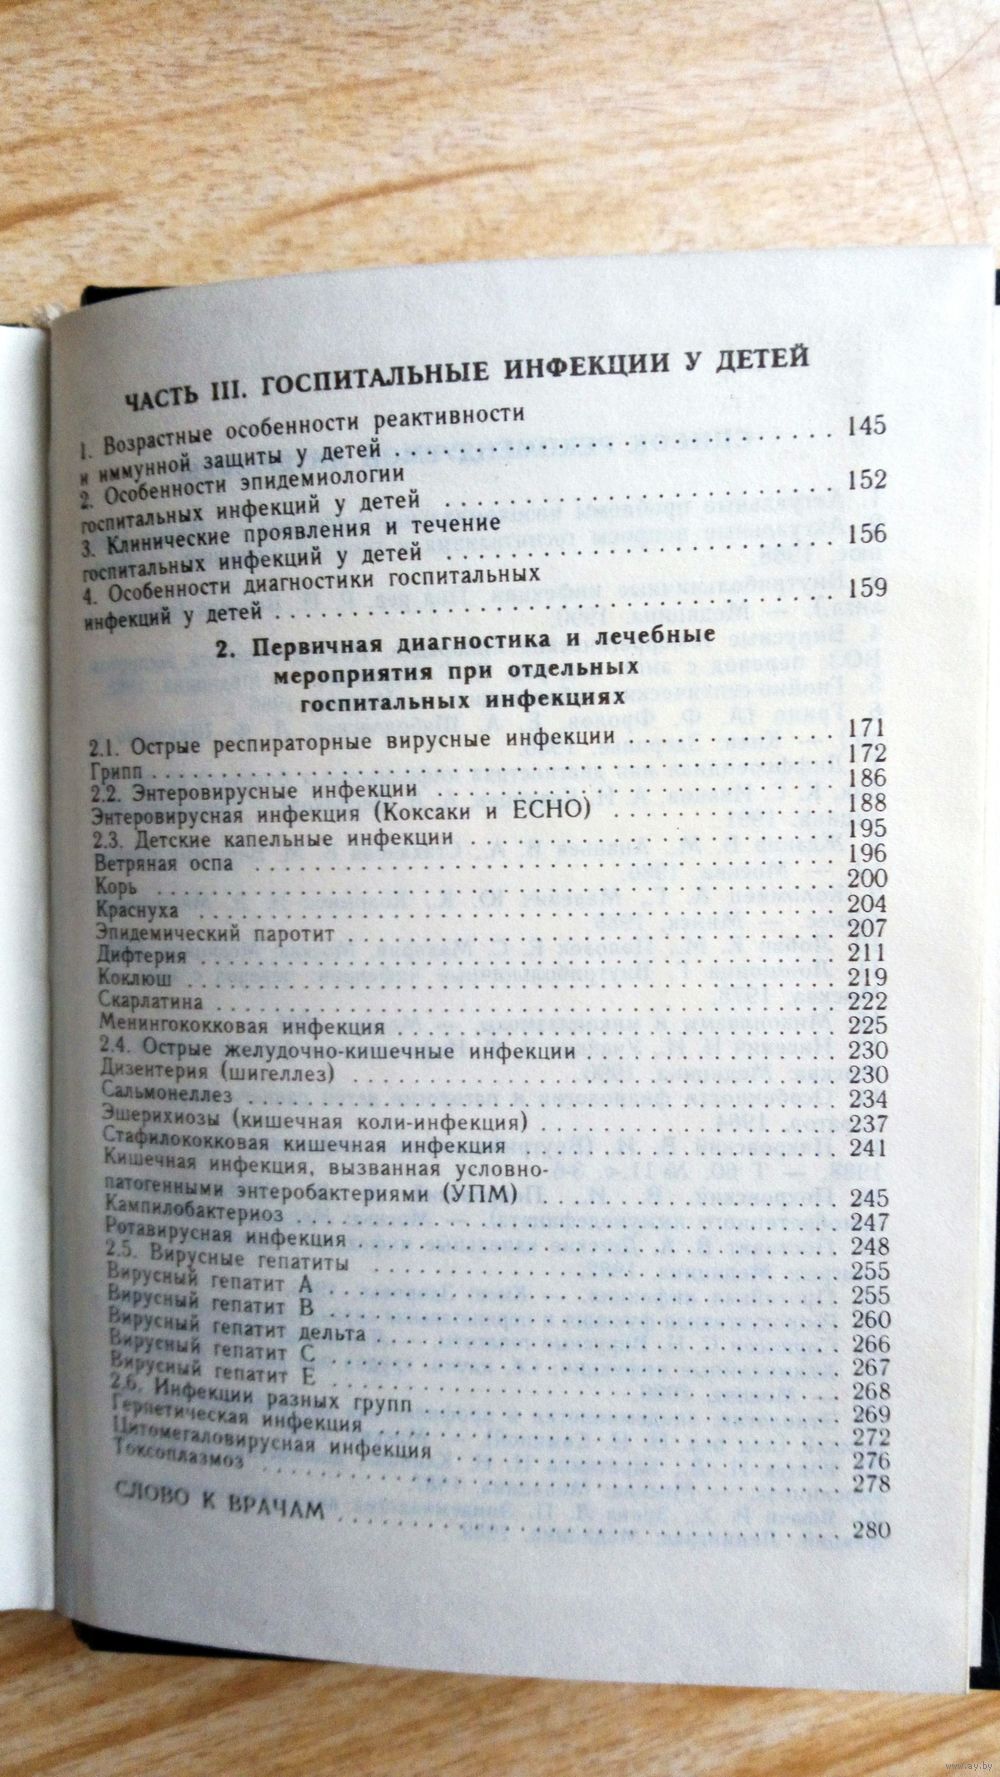 ЧАСТЬ III. ГОСПИТАЛЬНЫЕ ИНФЕКЦИИ У ДЕТЕЙ
1. Возрастные особенности реактивности
и иммунной защиты у детей . . . . . . . . . . . . . . . . . . . . . . . . . . . 145
2. Особенности эпидемиологии
госпитальных инфекций у детей . . . . . . . . . . . . . . . . . . . . . . . . 152
3. Клинические проявления и течение
госпитальных инфекций у детей . . . . . . . . . . . . . . . . . . . . . . . . 156
4. Особенности диагностики госпитальных
инфекций у детей . . . . . . . . . . . . . . . . . . . . . . . . . . . . . . . . 159
2. Первичная диагностика и лечебные
мероприятия при отдельных
госпитальных инфекциях
2.1. Острые респираторные вирусные инфекции . . . . . . . . . . . . . 171
Грипп . . . . . . . . . . . . . . . . . . . . . . . . . . . . . . . . . . . . . . . . 172
2.2. Энтеровирусные инфекции . . . . . . . . . . . . . . . . . . . . . . . . 186
Энтеровирусная инфекция (Коксаки и ECHO) . . . . . . . . . . . . . . 188
2.3. Детские капельные инфекции . . . . . . . . . . . . . . . . . . . . . . 195
Ветряная оспа . . . . . . . . . . . . . . . . . . . . . . . . . . . . . . . . . . . 196
Корь . . . . . . . . . . . . . . . . . . . . . . . . . . . . . . . . . . . . . . . . . 200
Краснуха . . . . . . . . . . . . . . . . . . . . . . . . . . . . . . . . . . . . . . 204
Эпидемический паротит . . . . . . . . . . . . . . . . . . . . . . . . . . . . . 207
Дифтерия . . . . . . . . . . . . . . . . . . . . . . . . . . . . . . . . . . . . . . 211
Коклюш . . . . . . . . . . . . . . . . . . . . . . . . . . . . . . . . . . . . . . . 219
Скарлатина . . . . . . . . . . . . . . . . . . . . . . . . . . . . . . . . . . . . . 222
Менингококковая инфекция . . . . . . . . . . . . . . . . . . . . . . . . . . 225
2.4. Острые желудочно-кишечные инфекции . . . . . . . . . . . . . . . . 230
Дизентерия (шигеллез) . . . . . . . . . . . . . . . . . . . . . . . . . . . . . 230
Сальмонеллез . . . . . . . . . . . . . . . . . . . . . . . . . . . . . . . . . . . 234
Эшерихиозы (кишечная коли-инфекция) . . . . . . . . . . . . . . . . . . 237
Стафилококковая кишечная инфекция . . . . . . . . . . . . . . . . . . . 241
Кишечная инфекция, вызванная условно-
патогенными энтеробактериями (УПМ) . . . . . . . . . . . . . . . . . . . 245
Кампилобактериоз . . . . . . . . . . . . . . . . . . . . . . . . . . . . . . . . 247
Ротавирусная инфекция . . . . . . . . . . . . . . . . . . . . . . . . . . . . . 248
2.5. Вирусные гепатиты . . . . . . . . . . . . . . . . . . . . . . . . . . . . . 255
Вирусный гепатит А . . . . . . . . . . . . . . . . . . . . . . . . . . . . . . . 255
Вирусный гепатит В . . . . . . . . . . . . . . . . . . . . . . . . . . . . . . . 260
Вирусный гепатит дельта . . . . . . . . . . . . . . . . . . . . . . . . . . . . 266
Вирусный гепатит С . . . . . . . . . . . . . . . . . . . . . . . . . . . . . . . 267
Вирусный гепатит Е . . . . . . . . . . . . . . . . . . . . . . . . . . . . . . . 268
2.6. Инфекции разных групп . . . . . . . . . . . . . . . . . . . . . . . . . . 269
Герпетическая инфекция . . . . . . . . . . . . . . . . . . . . . . . . . . . . 272
Цитомегаловирусная инфекция . . . . . . . . . . . . . . . . . . . . . . . . 276
Токсоплазмоз . . . . . . . . . . . . . . . . . . . . . . . . . . . . . . . . . . . 278
СЛОВО К ВРАЧАМ . . . . . . . . . . . . . . . . . . . . . . . . . . . . . . . . 280
www.ay.by